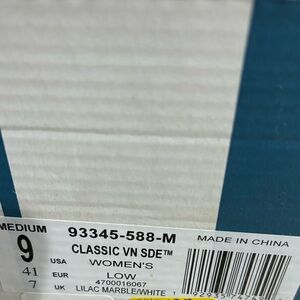 MEDIUM 93345-588-M MADE IN CHINA
9 USA CLASSIC VN SDE™
WOMEN'S
41 EUR LOW
4700016067
7 UK LILAC MARBLE/WHITE